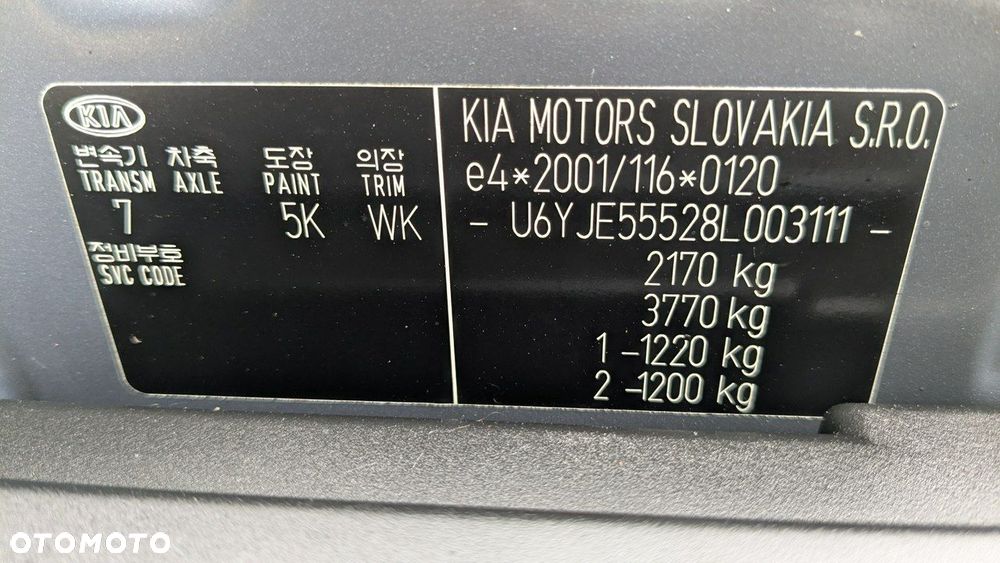 KIA
변속기 차축 도장 의장
TRANSM AXLE PAINT TRIM
7 5K WK
정비부호
SVC CODE
KIA MOTORS SLOVAKIA S.R.O.
e4*2001/116*0120
- U6YJE55528L003111 -
2170 kg
3770 kg
1 -1220 kg
2 -1200 kg
OTOMOTO